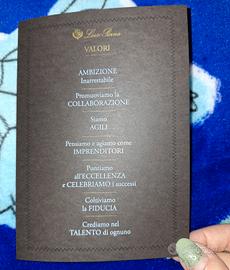 Loro Piana
VALORI
AMBIZIONE
Inarrestabile
Promuoviamo la
COLLABORAZIONE
Siamo
AGILI
Pensiamo e agiamo come
IMPRENDITORI
Puntiamo
all'ECCELLENZA
e CELEBRIAMO i successi
Coltiviamo
la FIDUCIA
Crediamo nel
TALENTO di ognuno